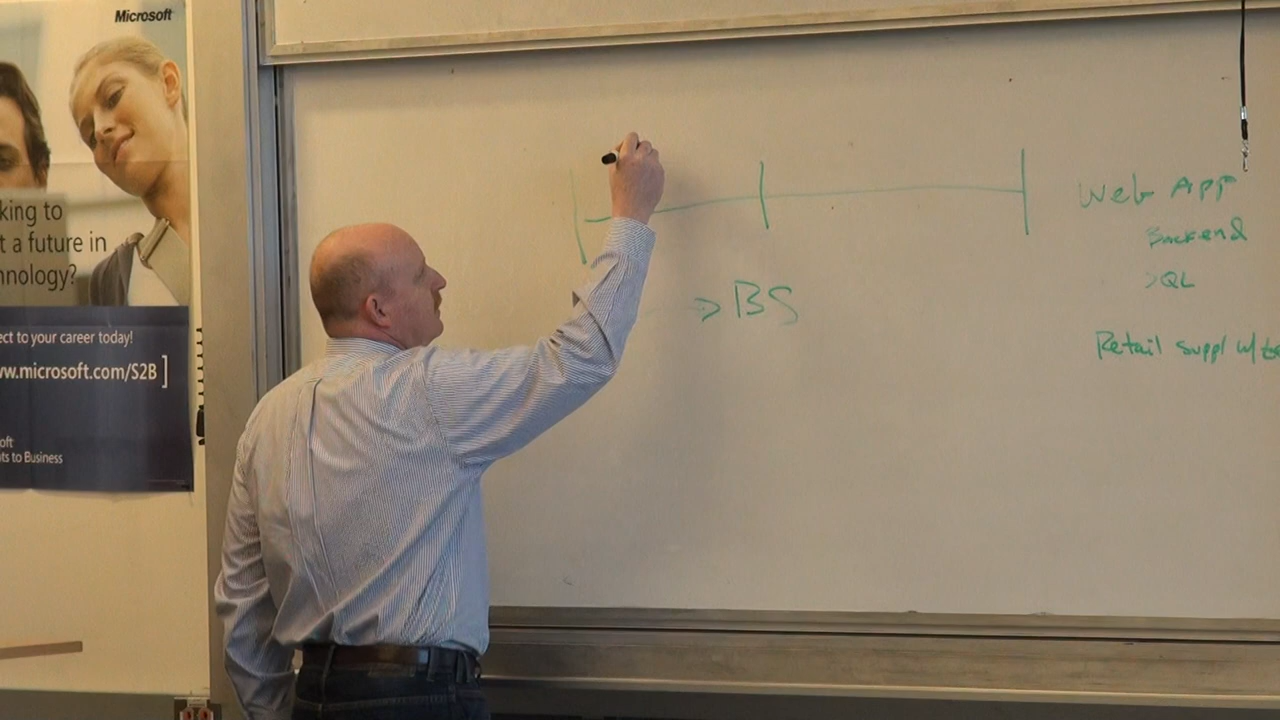 Microsoft
king to
t a future in
nology?
ect to your career today!
ww.microsoft.com/S2B ]
oft
ts to Business
Web App
Backend
SQL
>BS
Retail suppl w/